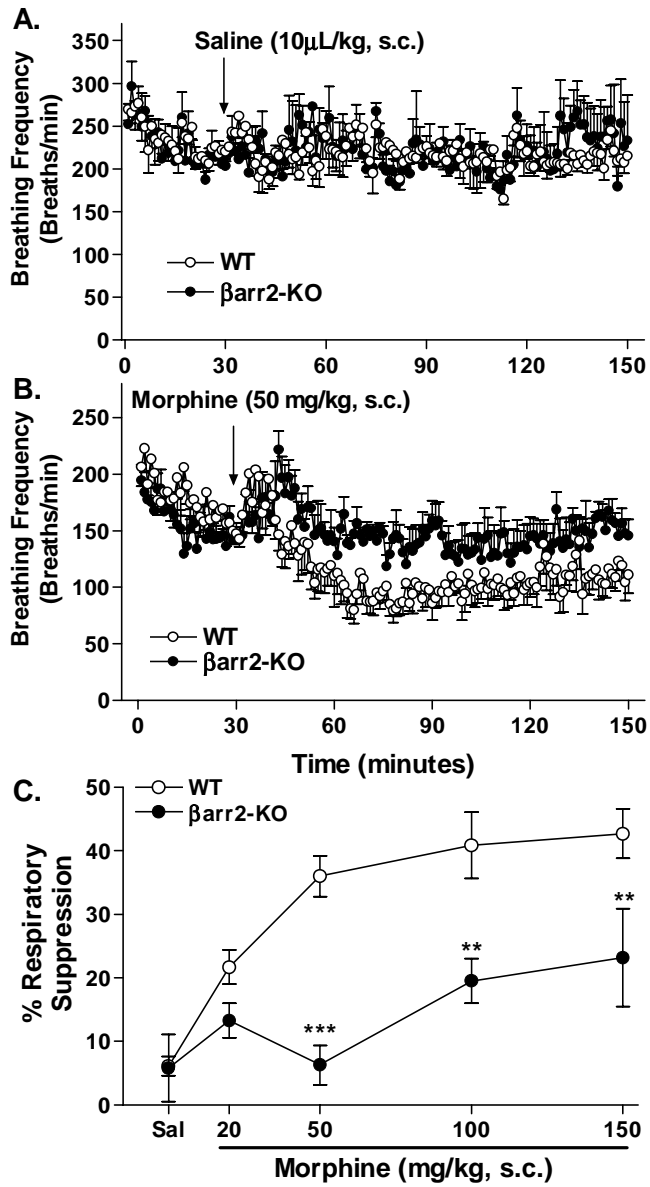 A.
Saline (10μL/kg, s.c.)
Breathing Frequency
(Breaths/min)
350
300
250
200
150
100
50
0
WT
βarr2-KO
0 30 60 90 120 150
B.
Morphine (50 mg/kg, s.c.)
Breathing Frequency
(Breaths/min)
250
200
150
100
50
0
WT
βarr2-KO
0 30 60 90 120 150
Time (minutes)
C.
WT
βarr2-KO
% Respiratory
Suppression
50
40
30
20
10
0
***
**
**
Sal 20 50 100 150
Morphine (mg/kg, s.c.)